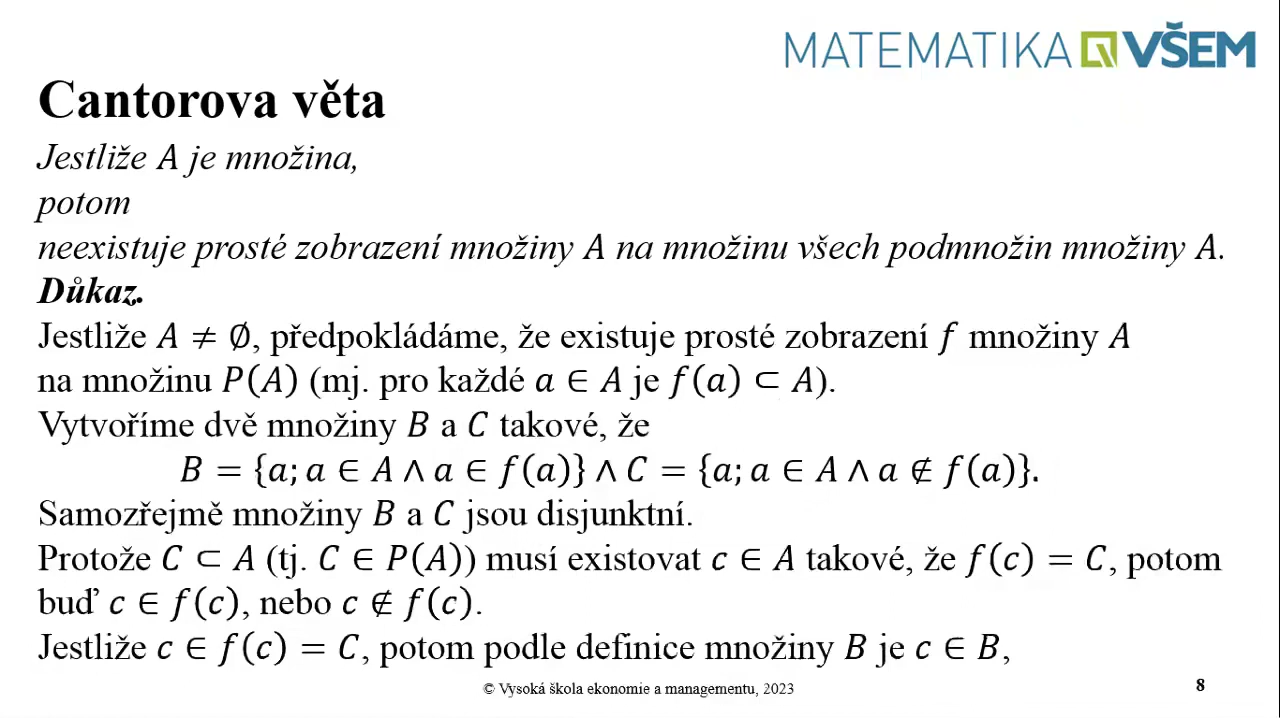 MATEMATIKA VŠEM
Cantorova věta
Jestliže A je množina,
potom
neexistuje prosté zobrazení množiny A na množinu všech podmnožin množiny A.
Důkaz.
Jestliže A ≠ ∅, předpokládáme, že existuje prosté zobrazení f množiny A
na množinu P(A) (mj. pro každé a ∈ A je f(a) ⊂ A).
Vytvoříme dvě množiny B a C takové, že
B = {a; a ∈ A ∧ a ∈ f(a)} ∧ C = {a; a ∈ A ∧ a ∉ f(a)}.
Samozřejmě množiny B a C jsou disjunktní.
Protože C ⊂ A (tj. C ∈ P(A)) musí existovat c ∈ A takové, že f(c) = C, potom
buď c ∈ f(c), nebo c ∉ f(c).
Jestliže c ∈ f(c) = C, potom podle definice množiny B je c ∈ B,
© Vysoká škola ekonomie a managementu, 2023
8